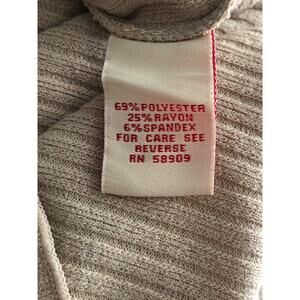 69% POLYESTER
25% RAYON
6% SPANDEX
FOR CARE SEE
REVERSE
RN 58909